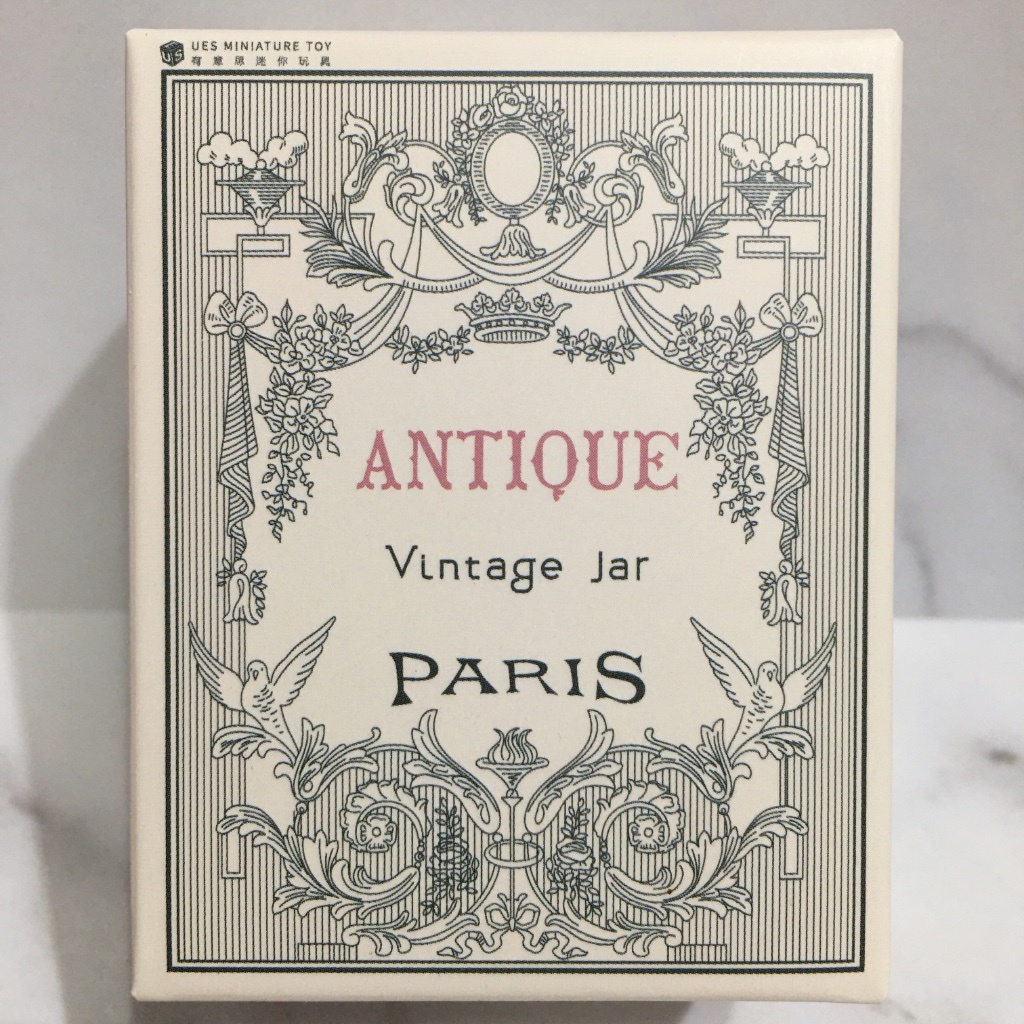 UES MINIATURE TOY
有意思迷你玩具
ANTIQUE
Vintage Jar
PARIS